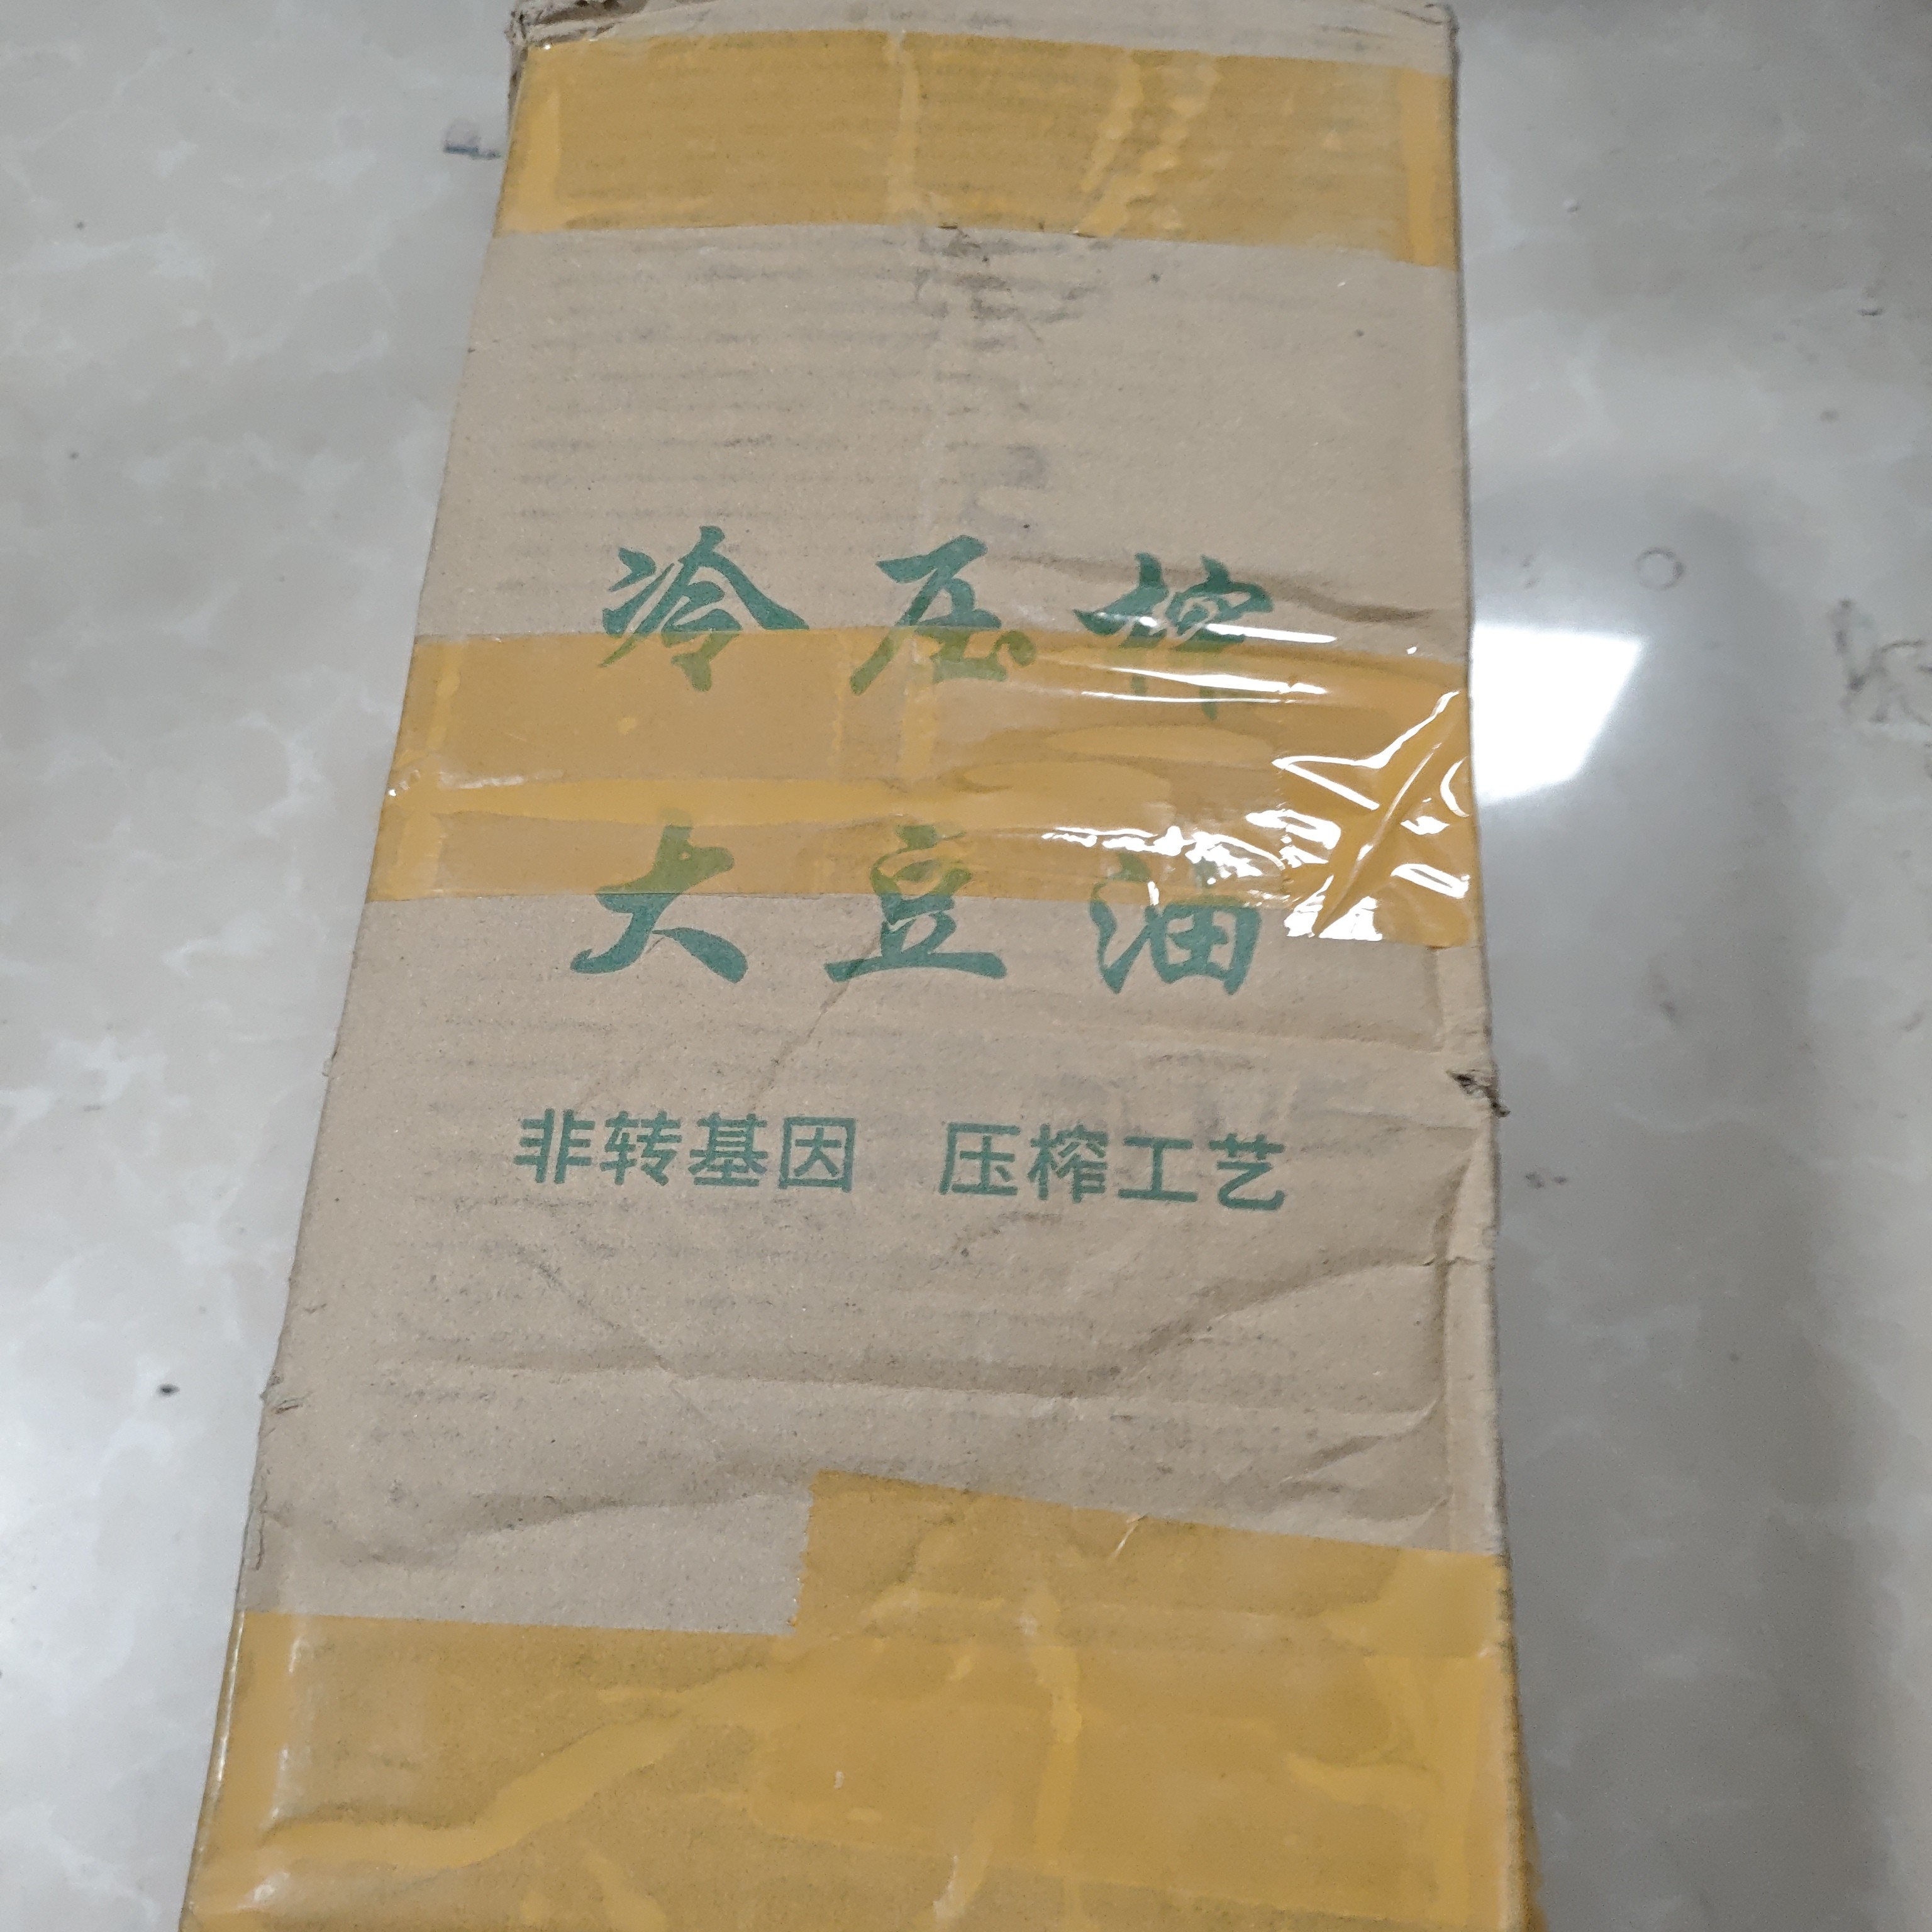 冷压榨
大豆油
非转基因 压榨工艺